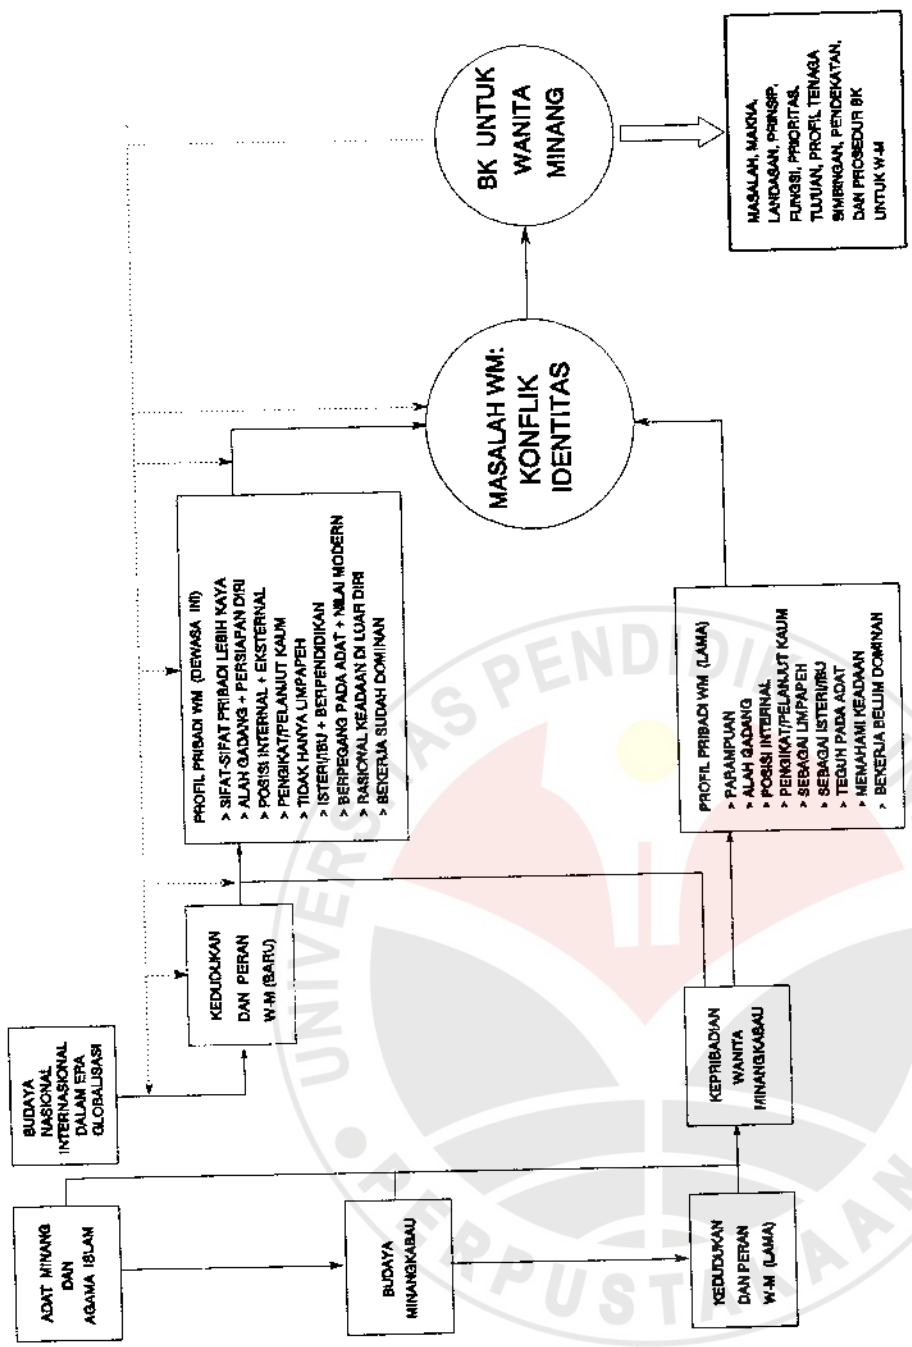 ADAT MINANG
DAN
AGAMA ISLAM
BUDAYA
NASIONAL
INTERNASIONAL
DALAM ERA
GLOBALISASI
BUDAYA
MINANGKABAU
KEDUDUKAN
DAN PERAN
W-M (LAMA)
KEDUDUKAN
DAN PERAN
W-M (BARU)
KEPRIBADIAN
WANITA
MINANGKABAU
PROFIL PRIBADI WM (DEWASA INI)
> SIFAT-SIFAT PRIBADI LEBIH KAYA
> ALAH GADANG + PERSIAPAN DIRI
> POSISI INTERNAL + EKSTERNAL
> PENGIKAT/PELANJUT KAUM
> TIDAK HANYA LIMPAPEH
> ISTERI/IBU + BERPENDIDIKAN
> BERPEGANG PADA ADAT + NILAI MODERN
> RASIONAL KEADAAN DI LUAR DIRI
> BEKERJA SUDAH DOMINAN
PROFIL PRIBADI WM (LAMA)
> PARAMPUAN
> ALAH GADANG
> POSISI INTERNAL
> PENGIKAT/PELANJUT KAUM
> SEBAGAI LIMPAPEH
> SEBAGAI ISTERI/IBU
> TEGUH PADA ADAT
> MEMAHAMI KEADAAN
> BEKERJA BELUM DOMINAN
MASALAH WM:
KONFLIK
IDENTITAS
BK UNTUK
WANITA
MINANG
MASALAH, MAKNA,
LANDASAN, PRINSIP,
FUNGSI, PRIORITAS,
TUJUAN, PROFIL TENAGA
BIMBINGAN, PENDEKATAN,
DAN PROSEDUR BK
UNTUK W-M
UNIVERSITAS PENDIDI
PERPUSTAKAAN